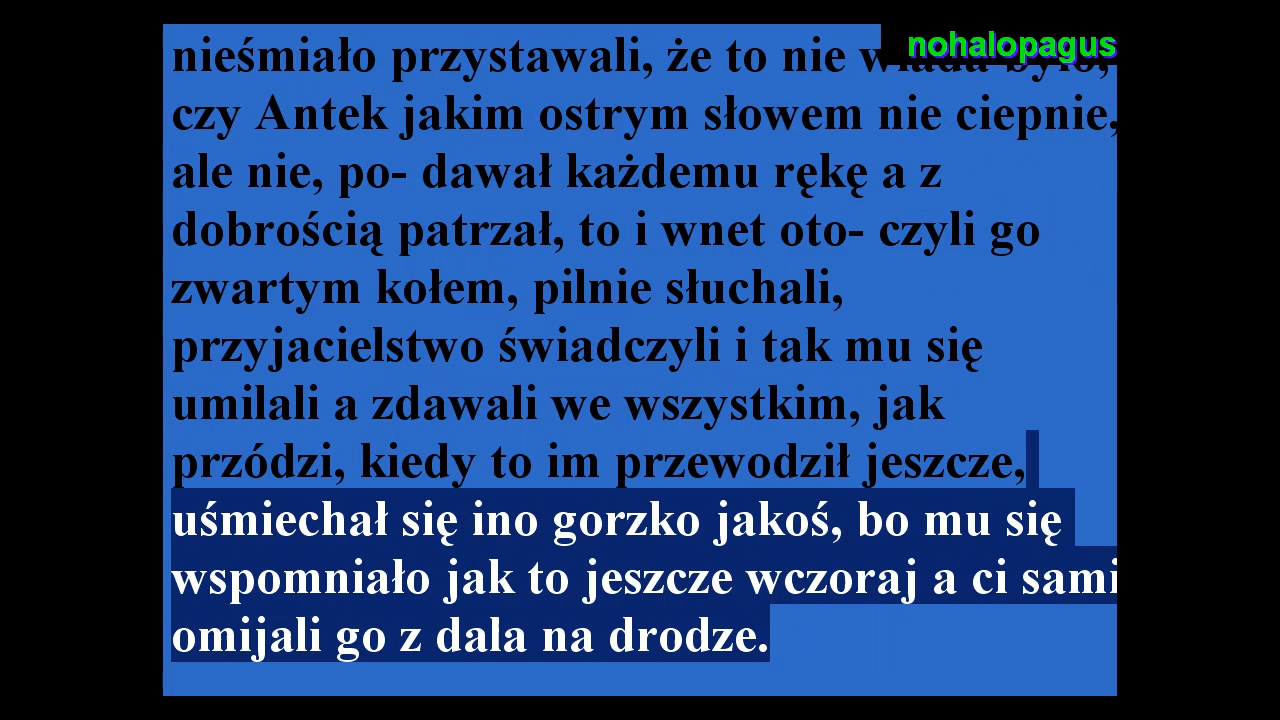 nohalopagus
nieśmiało przystawali, że to nie było,
czy Antek jakim ostrym słowem nie ciepnie,
ale nie, po- dawał każdemu rękę a z
dobrością patrzał, to i wnet oto- czyli go
zwartym kołem, pilnie słuchali,
przyjacielstwo świadczyli i tak mu się
umilali a zdawali we wszystkim, jak
przódzi, kiedy to im przewodził jeszcze,
uśmiechał się ino gorzko jakoś, bo mu się
wspomniało jak to jeszcze wczoraj a ci sami
omijali go z dala na drodze.